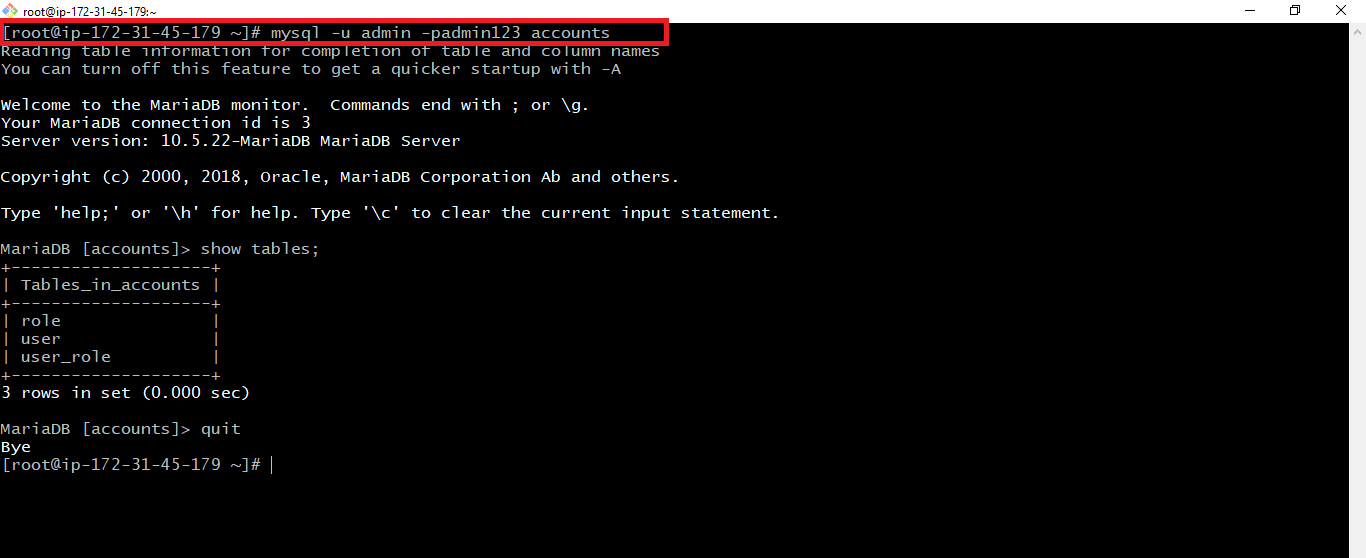 root@ip-172-31-45-179:~
[root@ip-172-31-45-179 ~]# mysql -u admin -padmin123 accounts
Reading table information for completion of table and column names
You can turn off this feature to get a quicker startup with -A
Welcome to the MariaDB monitor.  Commands end with ; or \g.
Your MariaDB connection id is 3
Server version: 10.5.22-MariaDB MariaDB Server
Copyright (c) 2000, 2018, Oracle, MariaDB Corporation Ab and others.
Type 'help;' or '\h' for help. Type '\c' to clear the current input statement.
MariaDB [accounts]> show tables;
+--------------------+
| Tables_in_accounts |
+--------------------+
| role               |
| user               |
| user_role          |
+--------------------+
3 rows in set (0.000 sec)
MariaDB [accounts]> quit
Bye
[root@ip-172-31-45-179 ~]#